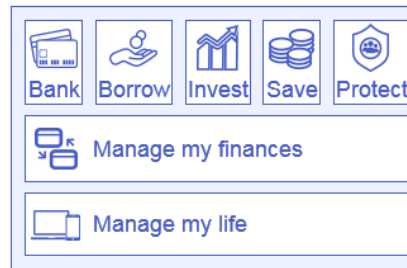 Bank Borrow Invest Save Protect
Manage my finances
Manage my life